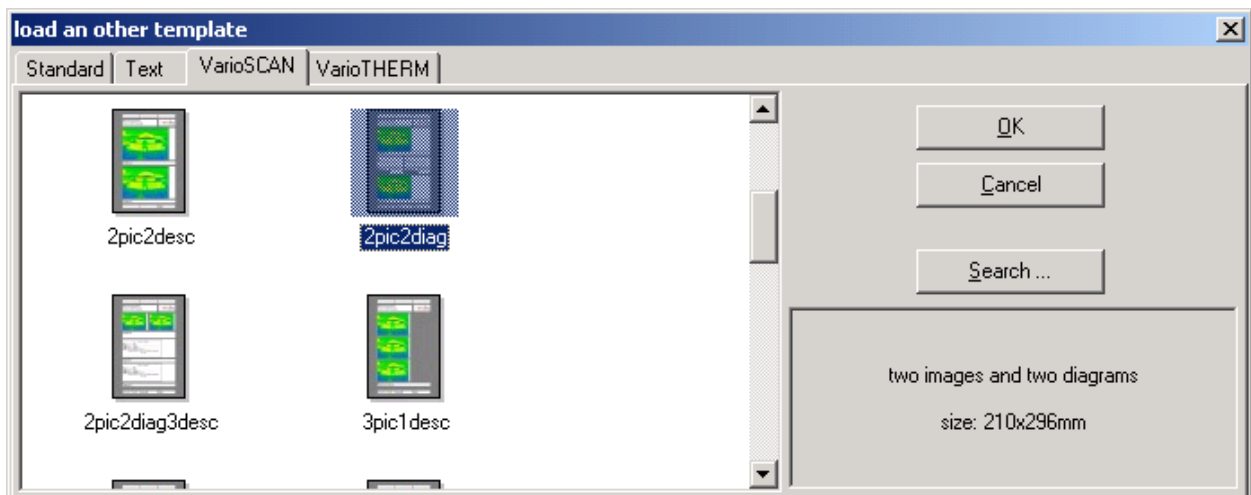 load an other template
Standard Text VarioSCAN VarioTHERM
2pic2desc 2pic2diag
2pic2diag3desc 3pic1desc
OK
Cancel
Search ...
two images and two diagrams
size: 210x296mm